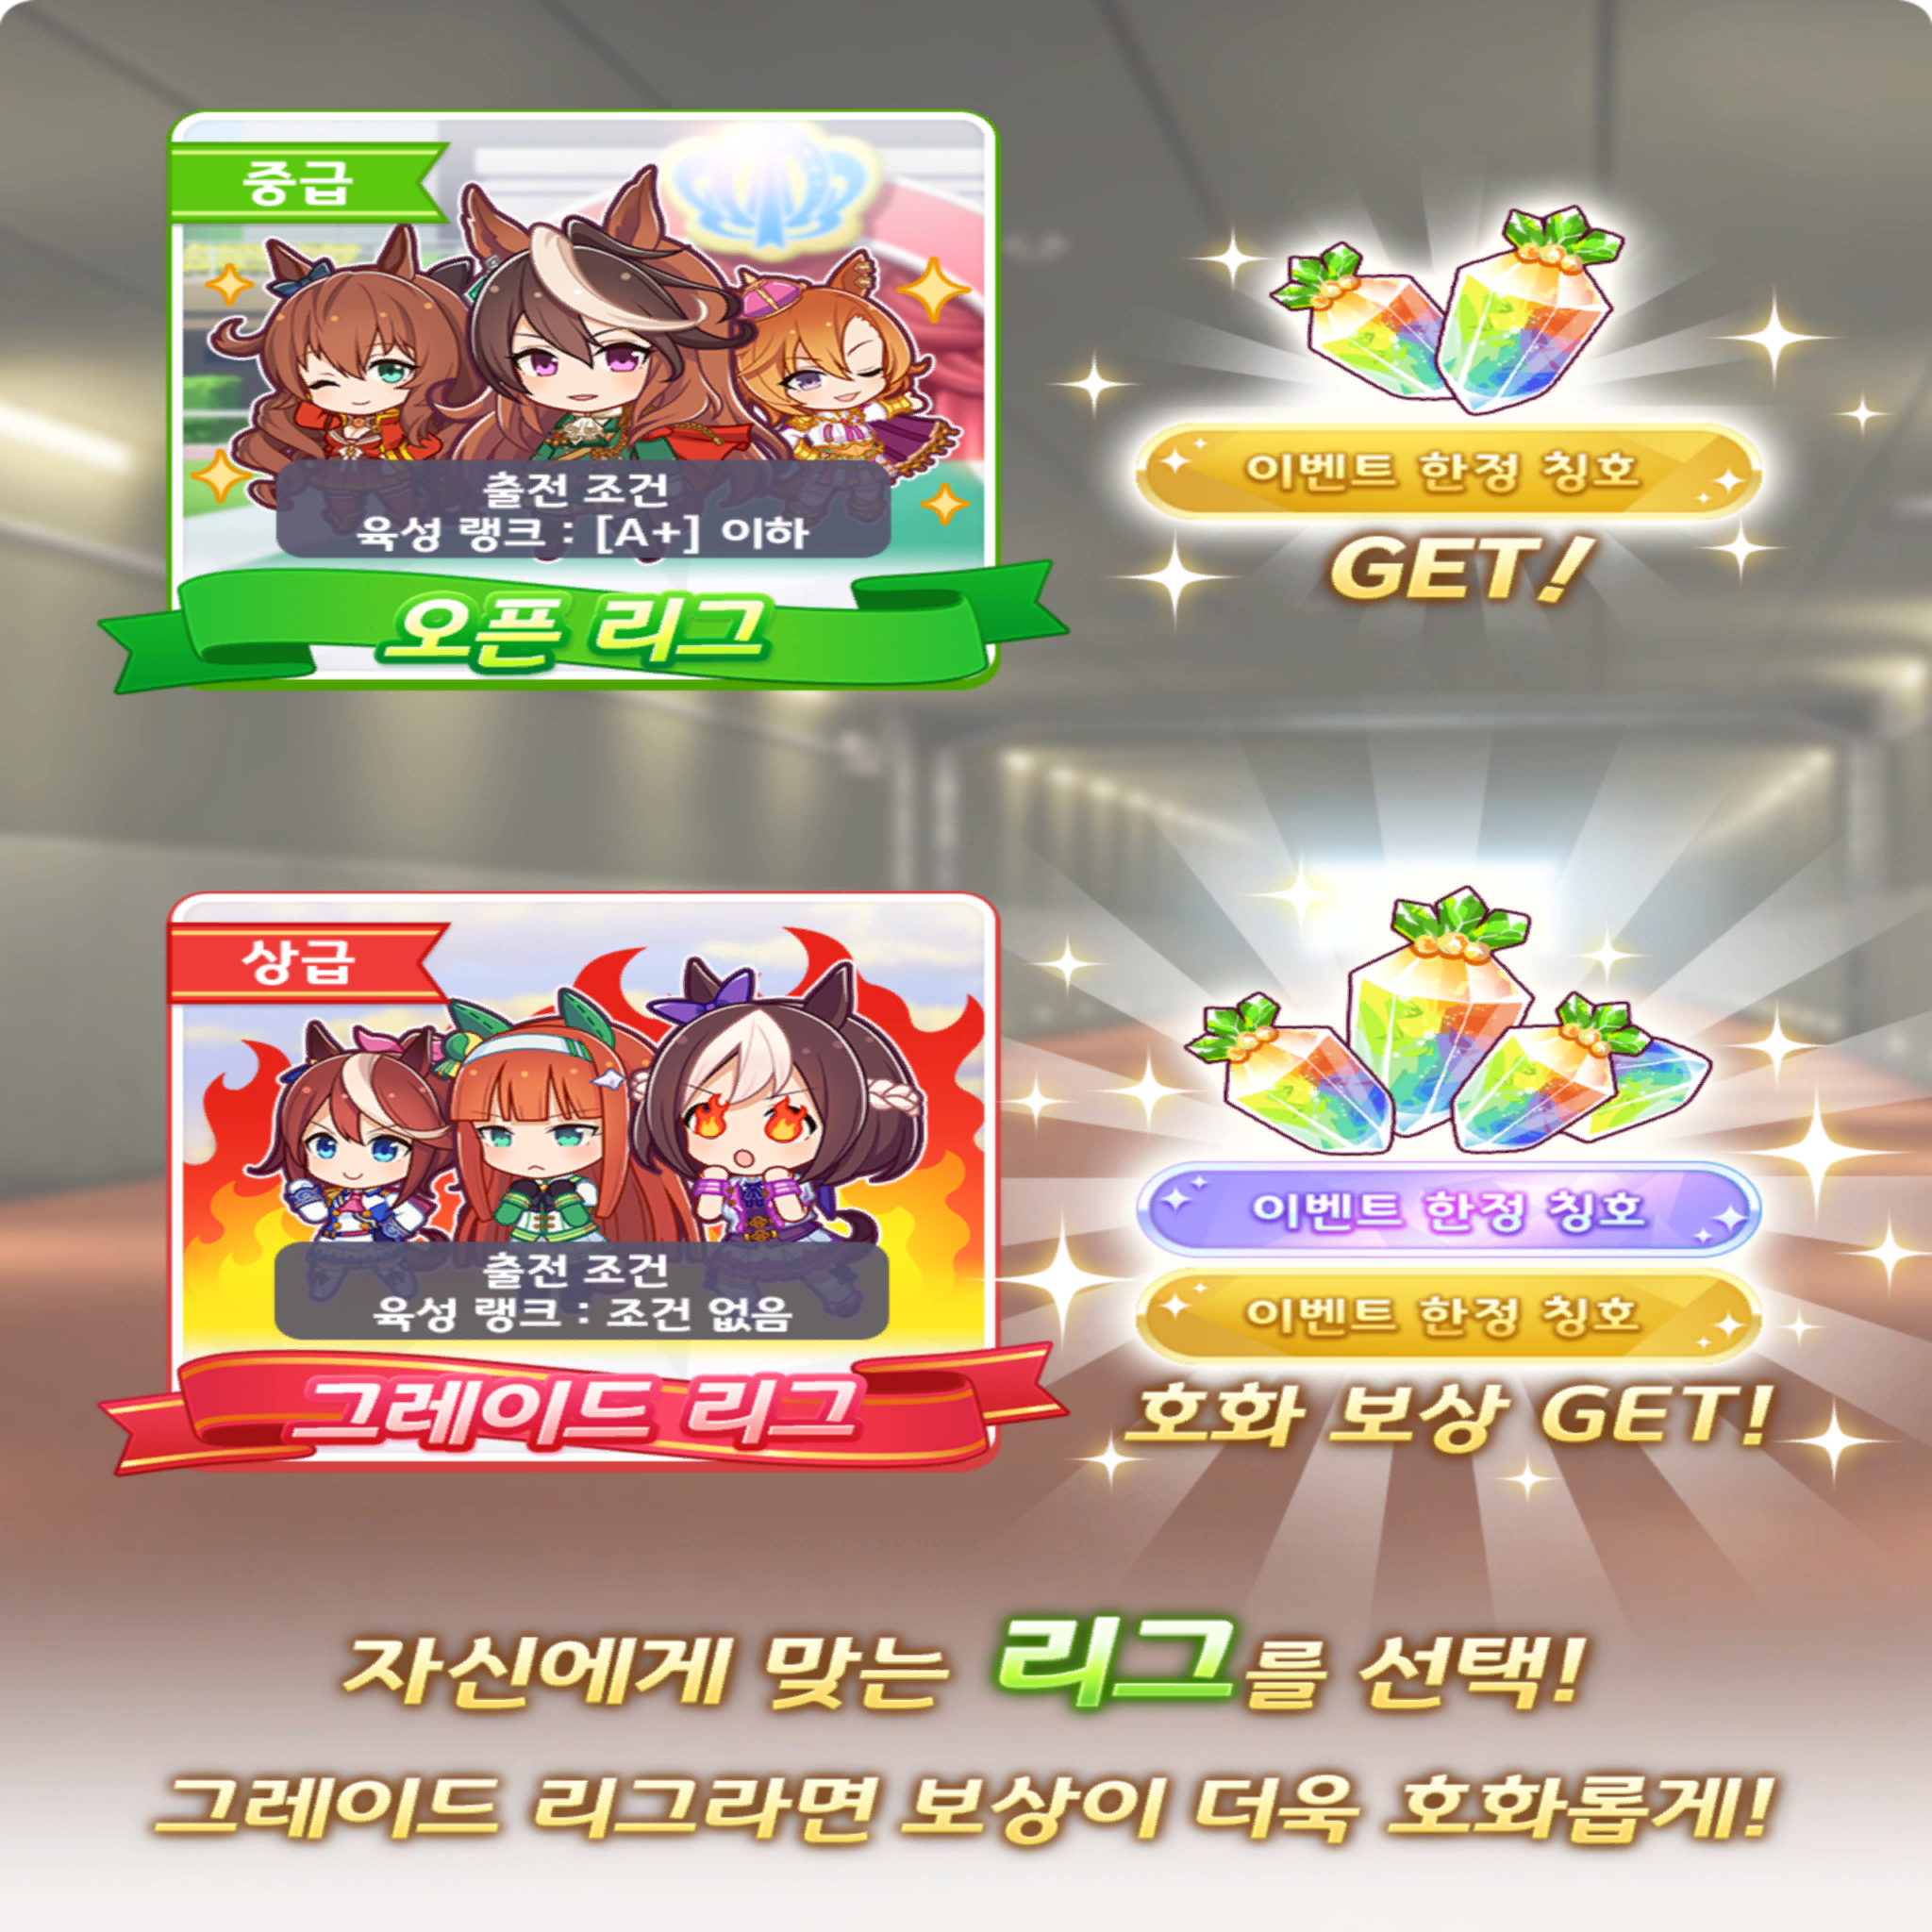 중급
출전 조건
육성 랭크 : [A+] 이하
오픈 리그
이벤트 한정 칭호
GET!
상급
출전 조건
육성 랭크 : 조건 없음
그레이드 리그
이벤트 한정 칭호
이벤트 한정 칭호
호화 보상 GET!
자신에게 맞는 리그를 선택!
그레이드 리그라면 보상이 더욱 호화롭게!